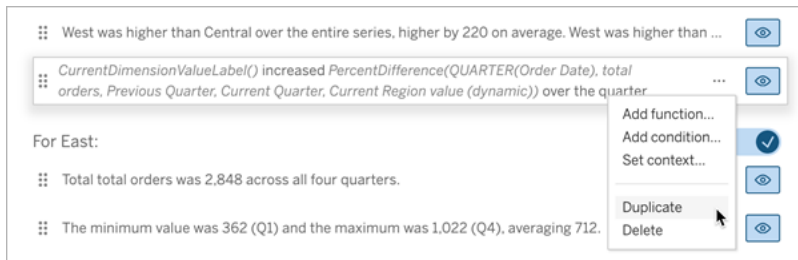 West was higher than Central over the entire series, higher by 220 on average. West was higher than ...
CurrentDimensionValueLabel() increased PercentDifference(QUARTER(Order Date), total
orders, Previous Quarter, Current Quarter, Current Region value (dynamic)) over the quarter
...
Add function...
Add condition...
Set context...
Duplicate
Delete
For East:
Total total orders was 2,848 across all four quarters.
The minimum value was 362 (Q1) and the maximum was 1,022 (Q4), averaging 712.